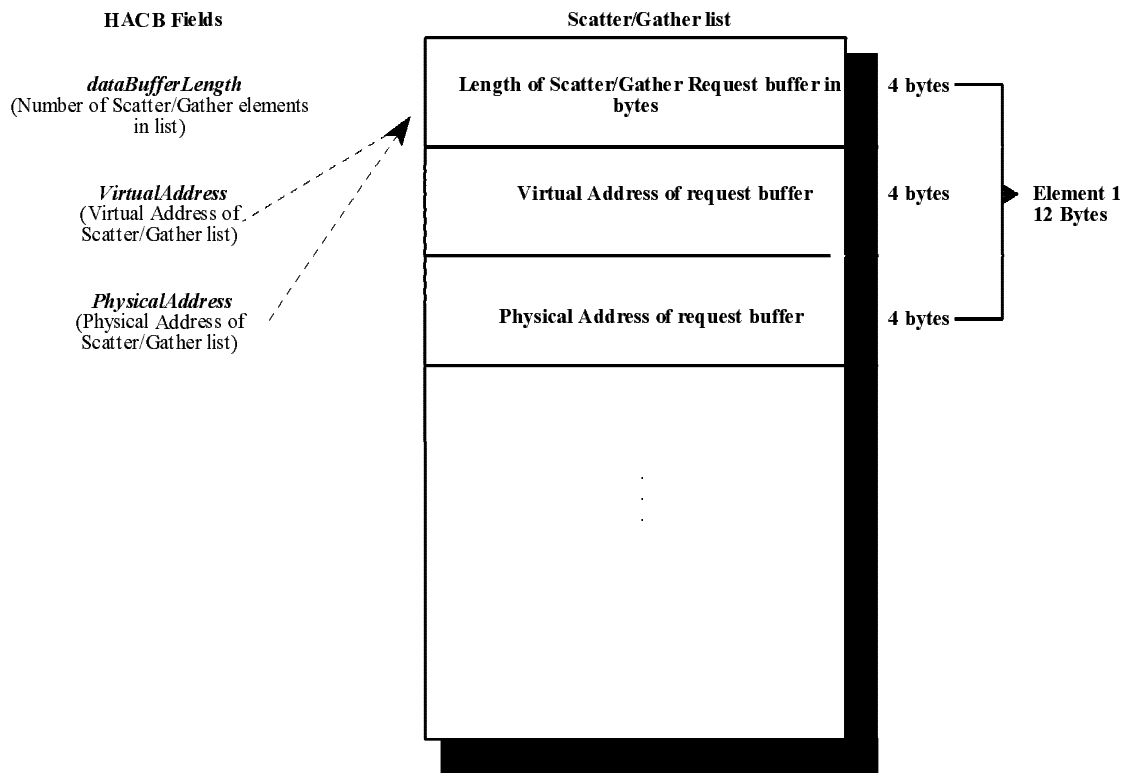 HACB Fields
Scatter/Gather list
dataBufferLength
(Number of Scatter/Gather elements
in list)
Length of Scatter/Gather Request buffer in
bytes
4 bytes
VirtualAddress
(Virtual Address of
Scatter/Gather list)
Virtual Address of request buffer
4 bytes
Element 1
12 Bytes
PhysicalAddress
(Physical Address of
Scatter/Gather list)
Physical Address of request buffer
4 bytes
.
.
.